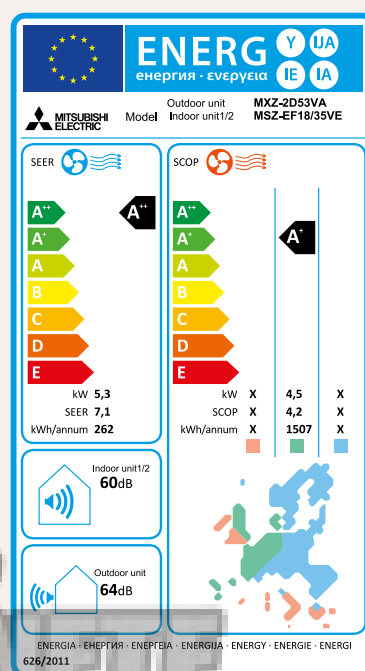 ENERG Y IJA
енергия · ενεργεια IE IA
MITSUBISHI ELECTRIC
Model Outdoor unit MXZ-2D53VA
Indoor unit1/2 MSZ-EF18/35VE
SEER
SCOP
A++ A++ A++
A+ A+ A+
A A
B B
C C
D D
E E
kW 5,3 kW X 4,5 X
SEER 7,1 SCOP X 4,2 X
kWh/annum 262 kWh/annum X 1507 X
Indoor unit1/2
60dB
Outdoor unit
64dB
ENERGIA · ЕНЕРГИЯ · ΕΝΕΡΓΕΙΑ · ENERGIJA · ENERGY · ENERGIE · ENERGI
626/2011